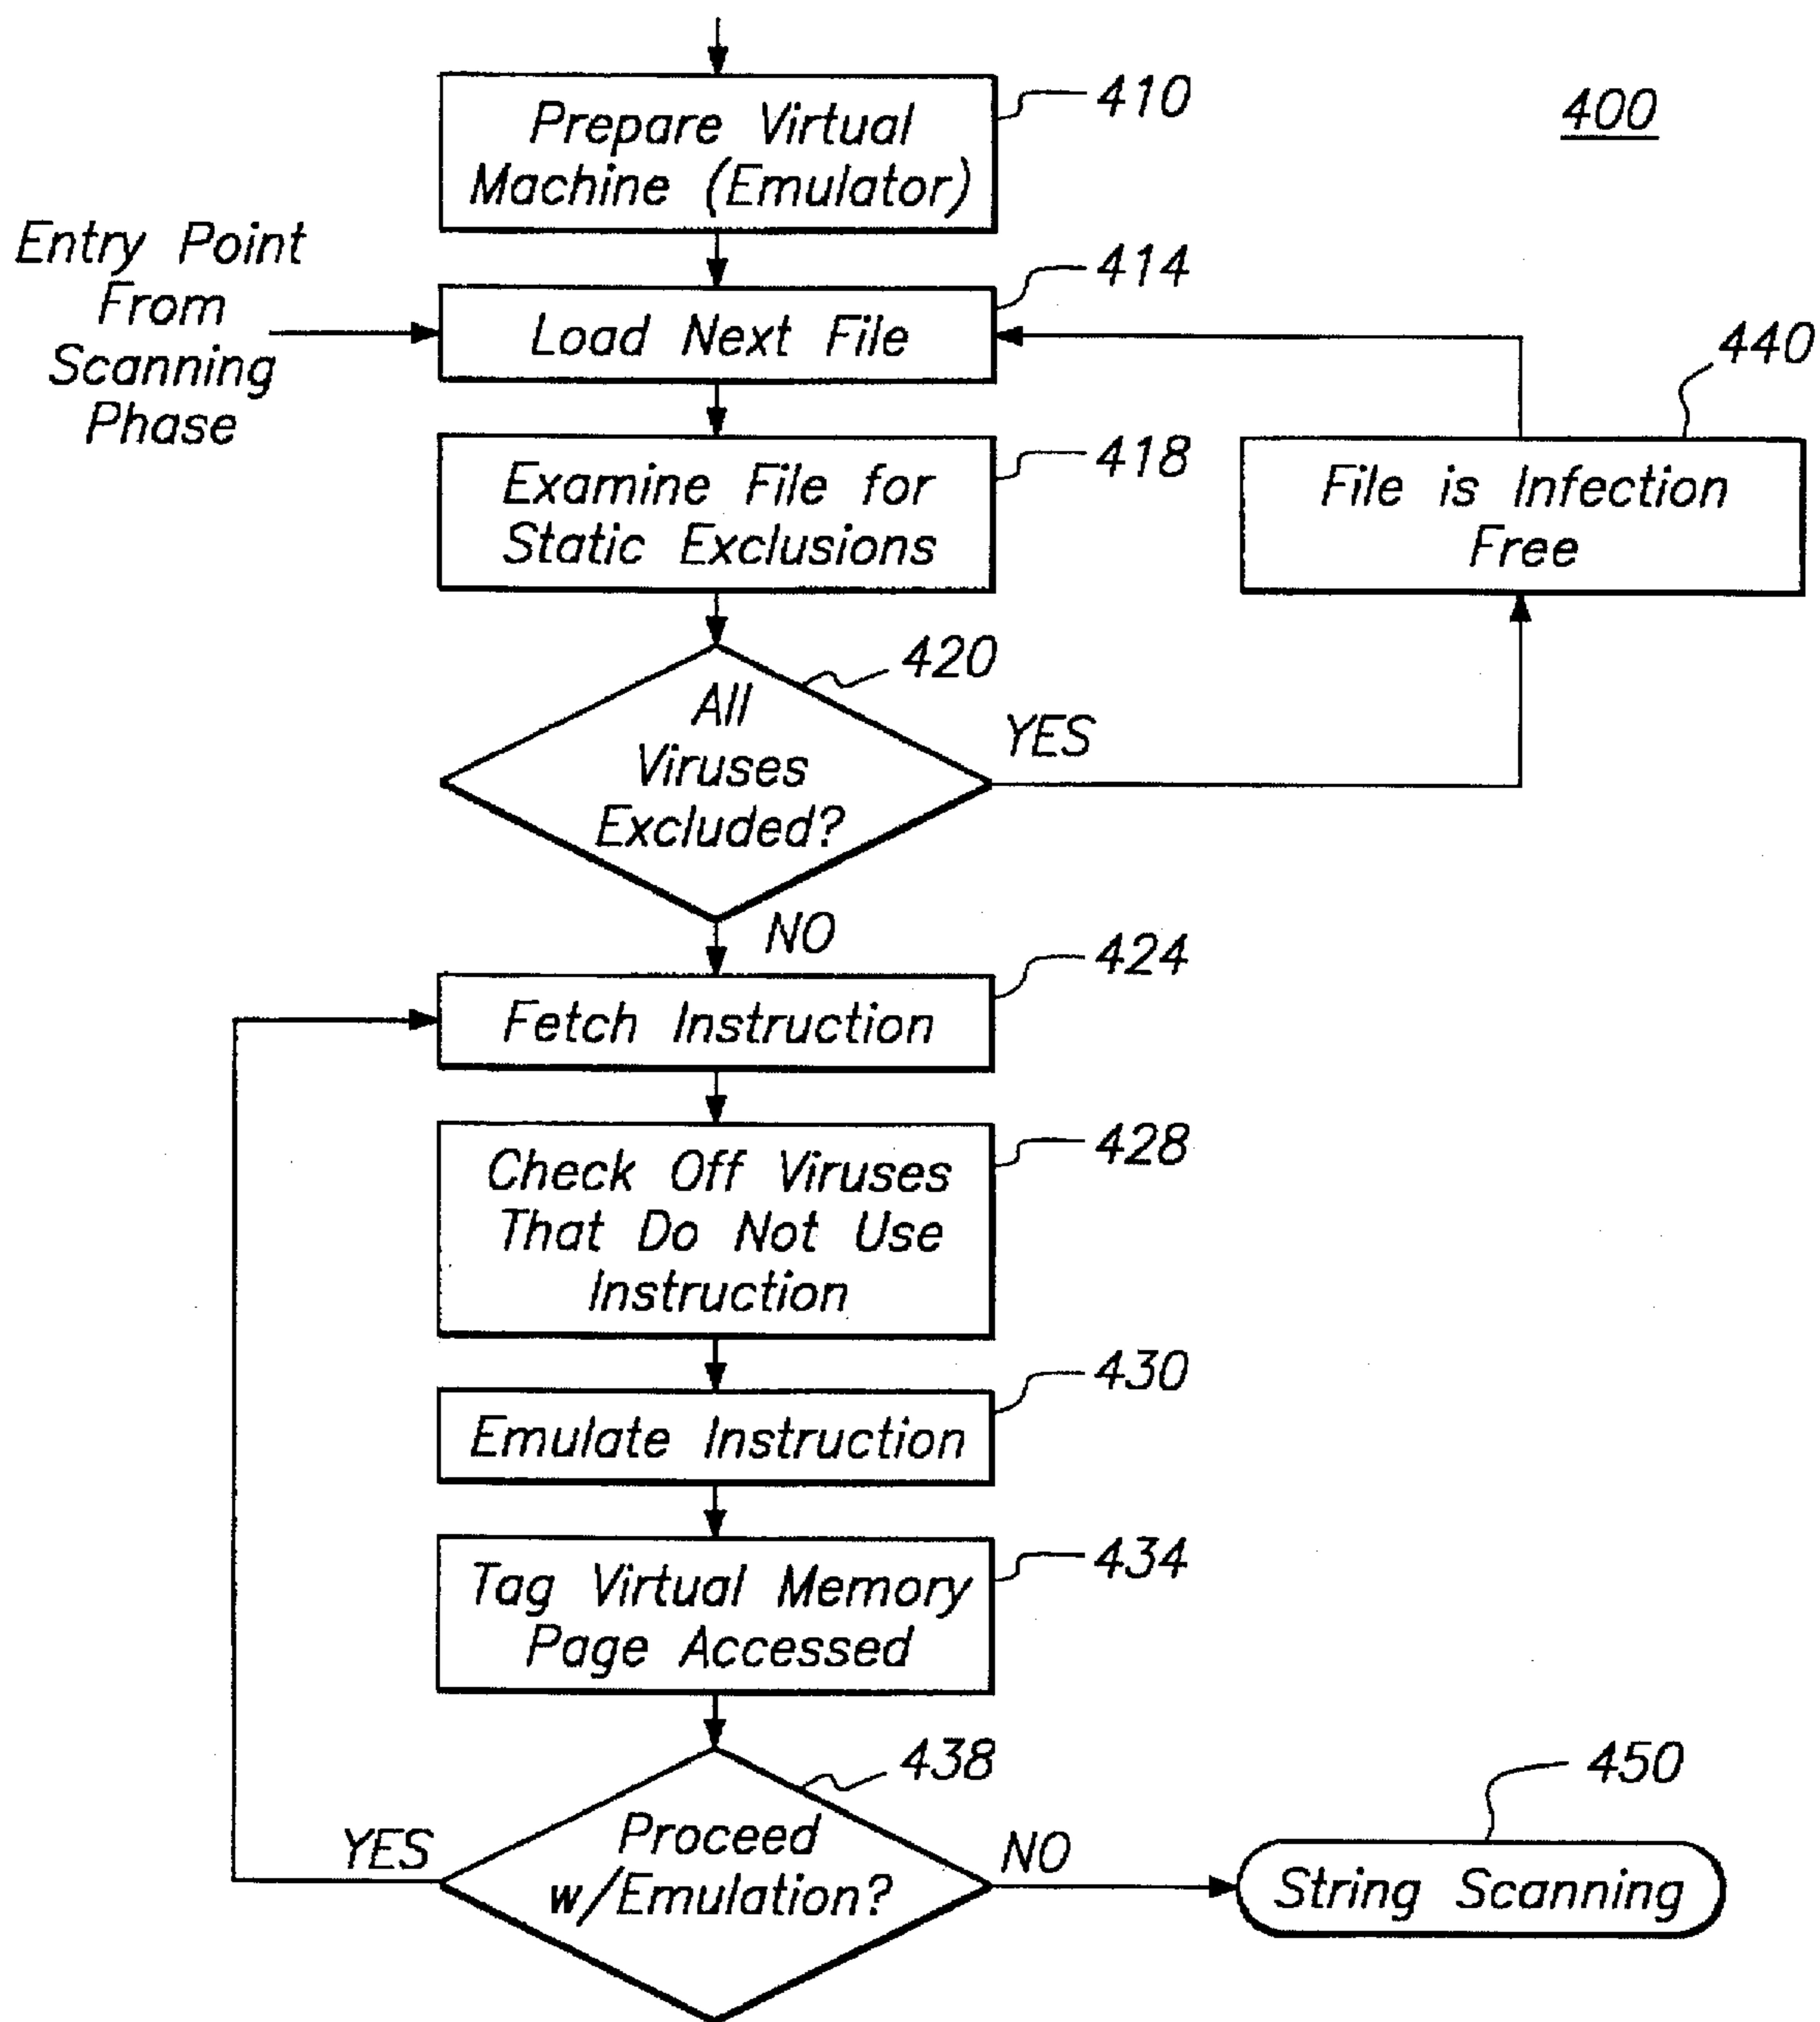 410
Prepare Virtual
Machine (Emulator)
400
Entry Point
From
Scanning
Phase
414
Load Next File
440
418
Examine File for
Static Exclusions
File is Infection
Free
420
All
Viruses
Excluded?
YES
NO
424
Fetch Instruction
428
Check Off Viruses
That Do Not Use
Instruction
430
Emulate Instruction
434
Tag Virtual Memory
Page Accessed
438
Proceed
w/Emulation?
YES
NO
450
String Scanning